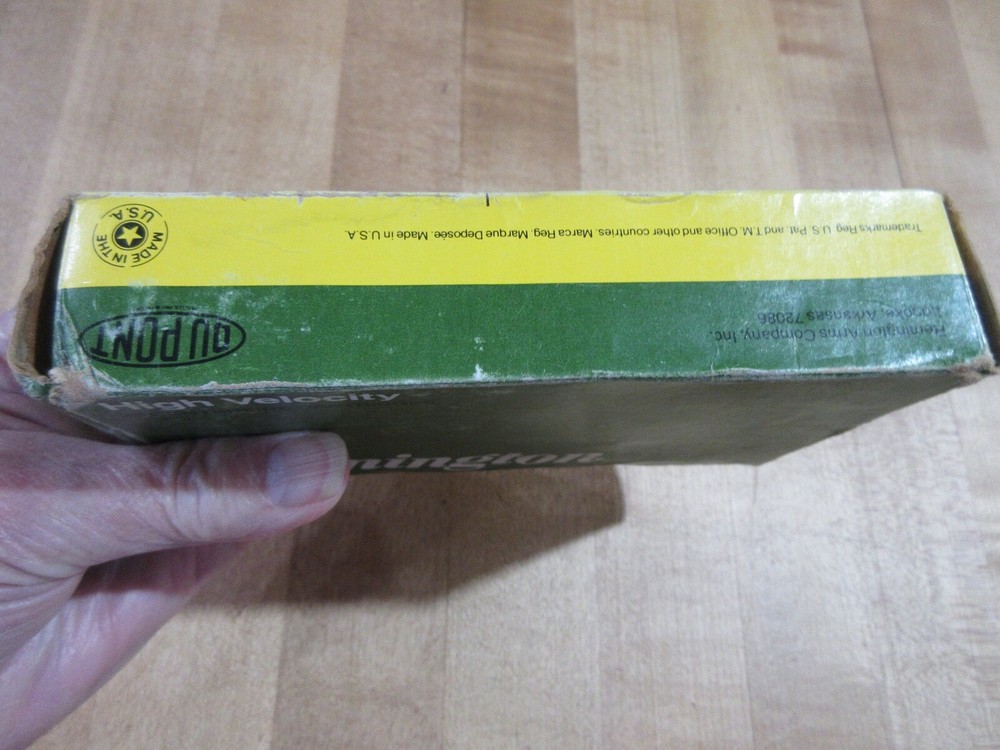 Remington Arms Company, Inc.
Lonoke, Arkansas 72086
DU PONT
Trademarks Reg. U.S. Pat. and T.M. Office and other countries. Marca Reg. Marque Deposée. Made in U.S.A.
MADE IN THE U.S.A.
High Velocity
mington